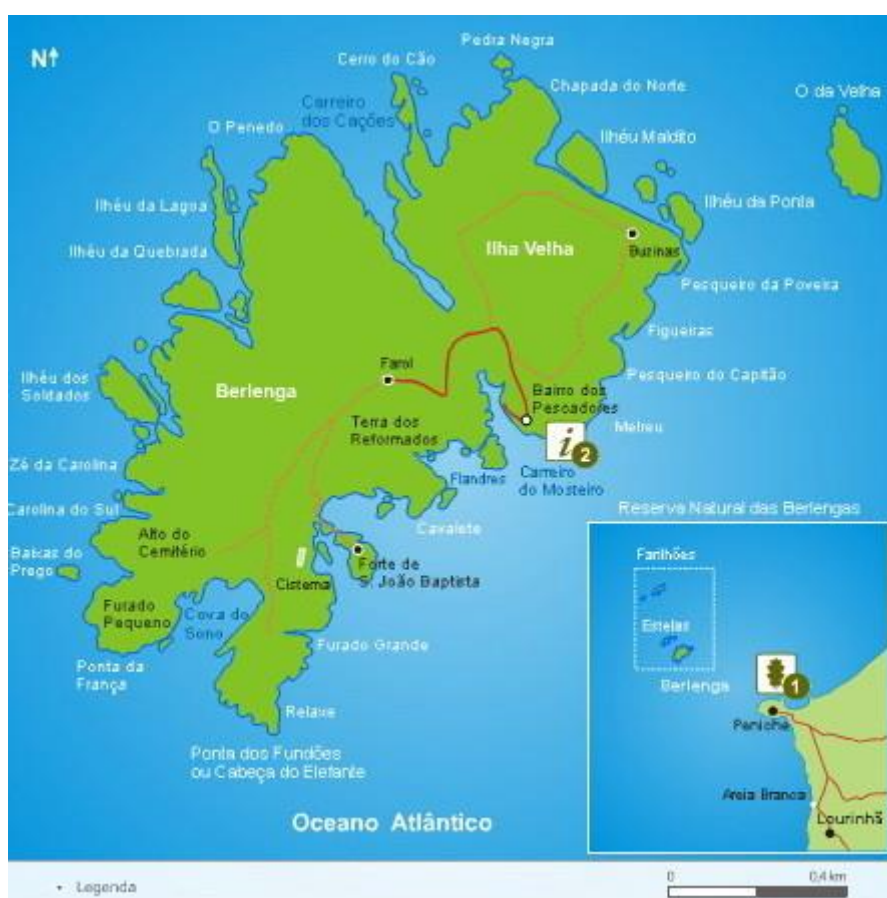 N↑
Pedra Negra
Cerro do Cão
Chapada do Norte
O da Velha
Carreiro
dos Cações
O Penedo
Ilhéu Maldito
Ilhéu da Lagoa
Ilhéu da Ponta
Ilha Velha
Buzinas
Ilhéu da Quebrada
Pesqueiro da Poveira
Figueiras
Farol
Ilhéu dos
Soldados
Berlenga
Pesqueiro do Capitão
Bairro dos
Pescadores
Terra dos
Reformados
Melreu
i
2
Zé da Carolina
Flandres
Carreiro
do Mosteiro
Carolina do Sul
Reserva Natural das Berlengas
Cavalete
Alto do
Cemitério
Baixas do
Prego
Forte de
S. João Baptista
Cisterna
Furado
Pequeno
Cova do
Sono
Furado Grande
Ponta da
França
Relave
Ponta dos Fundões
ou Cabeça do Elefante
Oceano Atlântico
Farilhões
Estelas
Berlenga
1
Peniche
Areia Branca
Lourinhã
Legenda
0
0,4 km